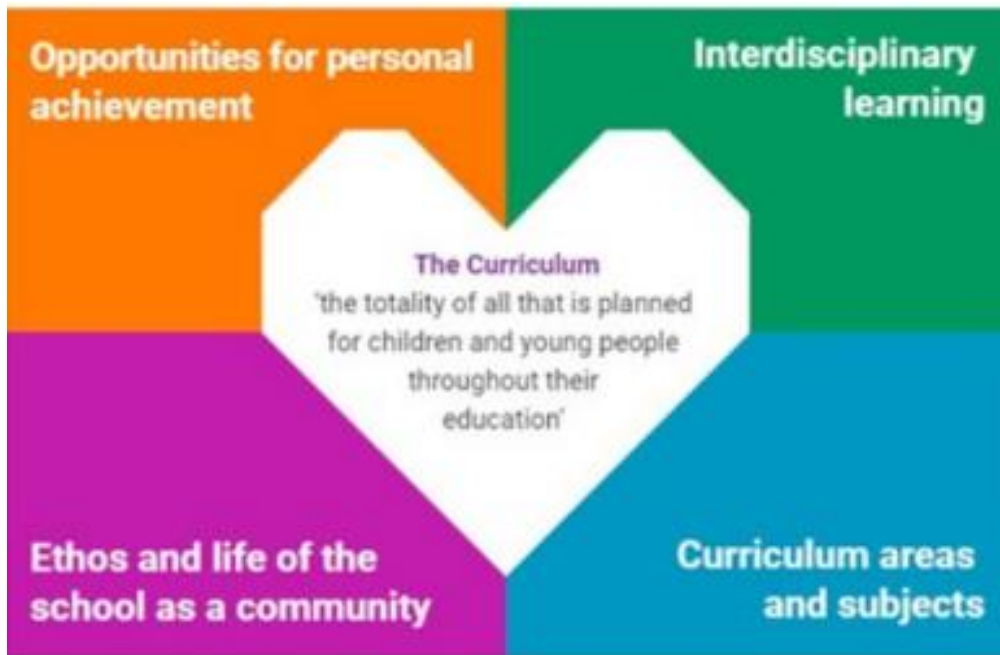 Opportunities for personal
achievement
Interdisciplinary
learning
The Curriculum
'the totality of all that is planned
for children and young people
throughout their
education'
Ethos and life of the
school as a community
Curriculum areas
and subjects